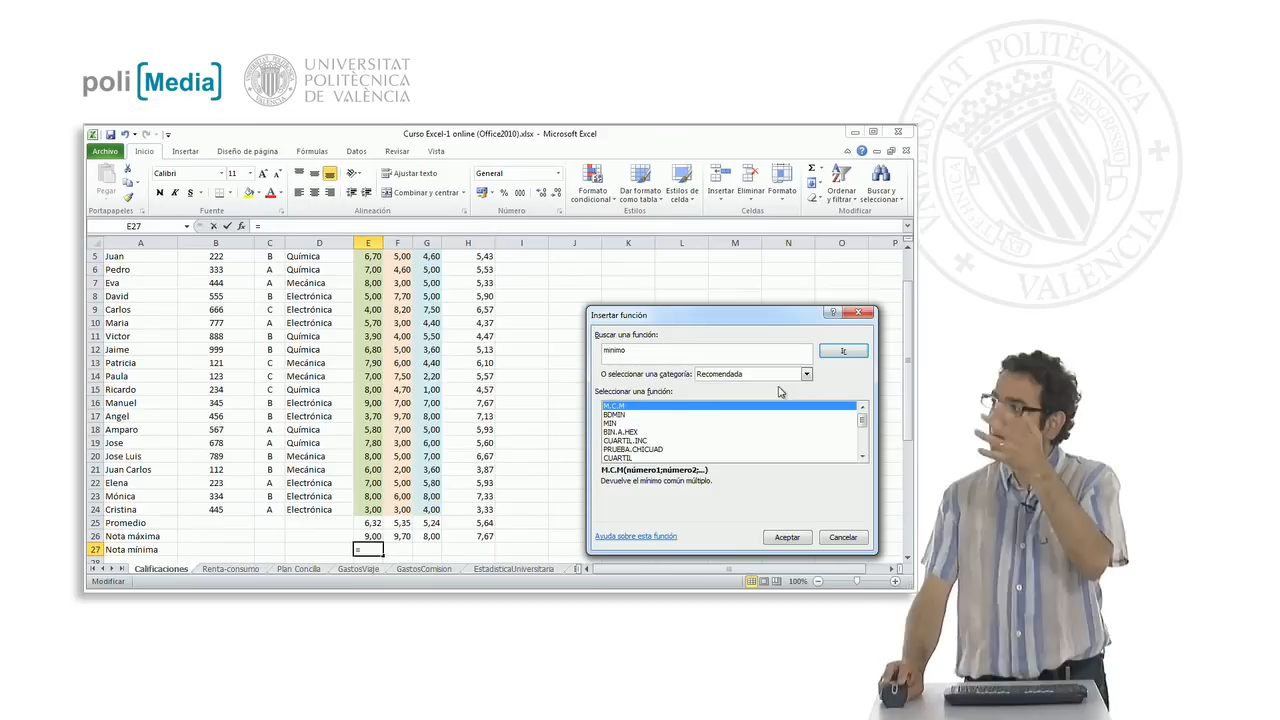 poli [Media]
UNIVERSITAT
POLITÈCNICA
DE VALÈNCIA
UNIVERSITAT POLITÈCNICA
VALÈNCIA
PROGRESSIO
Curso Excel-1 online (Office2010).xlsx - Microsoft Excel
Archivo Inicio Insertar Diseño de página Fórmulas Datos Revisar Vista
Pegar
Calibri 11
N K S
Ajustar texto
Combinar y centrar
General
% 000
Formato condicional
Dar formato como tabla
Estilos de celda
Insertar Eliminar Formato
Σ
Ordenar y filtrar
Buscar y seleccionar
Portapapeles Fuente Alineación Número Estilos Celdas Modificar
E27 fx =
A B C D E F G H I J K L M N O P
5 Juan 222 B Química 6,70 5,00 4,60 5,43
6 Pedro 333 A Química 7,00 4,60 5,00 5,53
7 Eva 444 A Mecánica 8,00 3,00 5,00 5,33
8 David 555 B Electrónica 5,00 7,70 5,00 5,90
9 Carlos 666 C Electrónica 4,00 8,20 7,50 6,57
10 Maria 777 A Electrónica 5,70 3,00 4,40 4,37
11 Victor 888 B Química 3,90 4,00 5,50 4,47
12 Jaime 999 B Química 6,80 5,00 3,60 5,13
13 Patricia 121 C Mecánica 7,90 6,00 4,40 6,10
14 Paula 123 C Mecánica 7,00 7,50 2,20 5,57
15 Ricardo 234 C Electrónica 8,00 4,70 1,00 4,57
16 Manuel 345 B Electrónica 9,00 7,00 7,00 7,67
17 Angel 456 B Electrónica 3,70 9,70 8,00 7,13
18 Amparo 567 A Química 5,00 6,00 7,00 5,93
19 Jose 678 A Electrónica 7,80 3,00 6,00 5,60
20 Jose Luis 789 B Mecánica 8,00 5,00 4,00 5,67
21 Juan Carlos 112 B Mecánica 6,00 2,00 3,60 3,87
22 Elena 223 A Electrónica 7,00 5,00 5,00 5,67
23 Mónica 334 B Electrónica 8,00 6,00 8,00 7,33
24 Cristina 445 A Electrónica 3,00 3,00 4,00 3,33
25 Promedio 6,32 5,35 5,24 5,64
26 Nota máxima 9,00 9,70 8,00 7,67
27 Nota mínima =
28
Insertar función
Buscar una función:
minimo
Ir
O seleccionar una categoría: Recomendada
Seleccionar una función:
M.C.M
BDMIN
MIN
BIN.A.HEX
CUARTIL.INC
PRUEBA.CHICUAD
CUARTIL
M.C.M(número1;número2;...)
Devuelve el mínimo común múltiplo.
Ayuda sobre esta función
Aceptar Cancelar
Calificaciones Renta-consumo Plan Concilia GastosViaje GastosComision EstadisticaUniversitaria
Modificar 100%